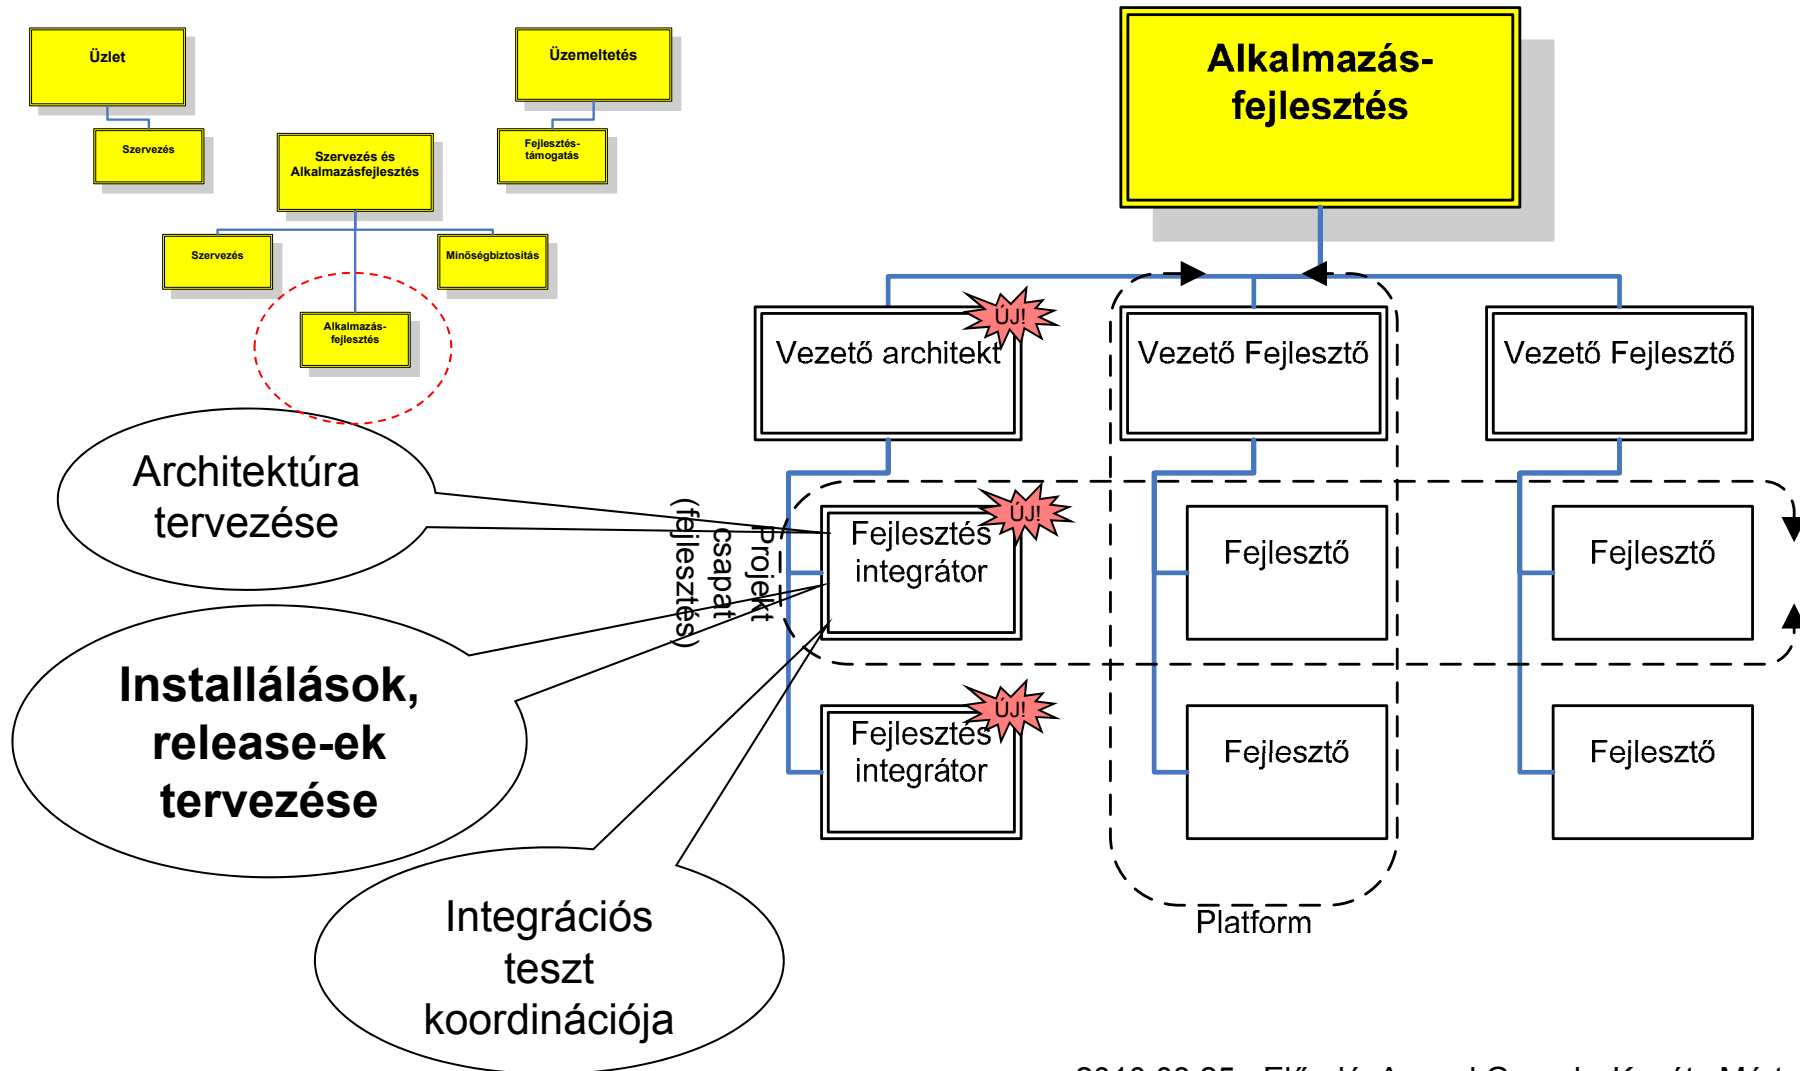 Üzlet
Szervezés
Üzemeltetés
Fejlesztés-
támogatás
Szervezés és
Alkalmazásfejlesztés
Szervezés
Minőségbiztosítás
Alkalmazás-
fejlesztés
Alkalmazás-
fejlesztés
Vezető architekt
ÚJ!
Vezető Fejlesztő
Vezető Fejlesztő
Architektúra
tervezése
Projekt
csapat
(fejlesztés)
Fejlesztés
integrátor
ÚJ!
Fejlesztő
Fejlesztő
Installálások,
release-ek
tervezése
Fejlesztés
integrátor
ÚJ!
Fejlesztő
Fejlesztő
Integrációs
teszt
koordinációja
Platform